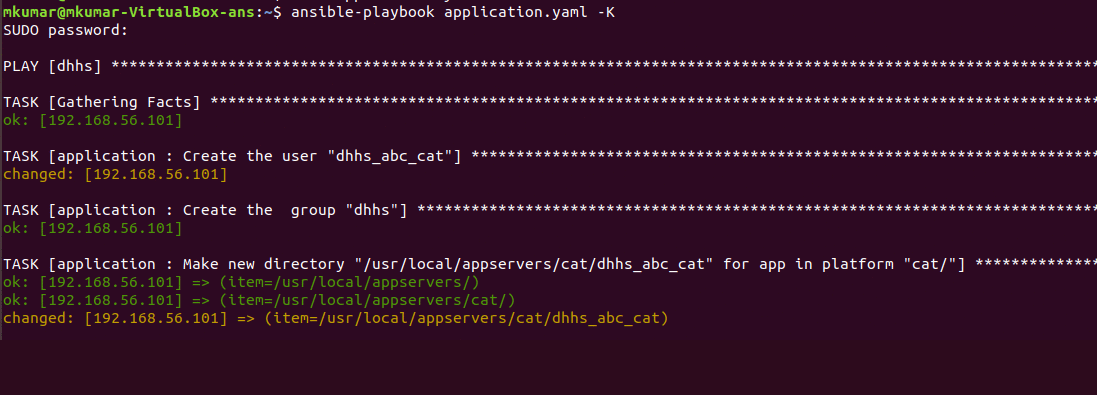 mkumar@mkumar-VirtualBox-ans:~$ ansible-playbook application.yaml -K
SUDO password:
PLAY [dhhs] **************************************************************************************************************
TASK [Gathering Facts] ***************************************************************************************************
ok: [192.168.56.101]
TASK [application : Create the user "dhhs_abc_cat"] **********************************************************************
changed: [192.168.56.101]
TASK [application : Create the  group "dhhs"] ****************************************************************************
ok: [192.168.56.101]
TASK [application : Make new directory "/usr/local/appservers/cat/dhhs_abc_cat" for app in platform "cat/"] **************
ok: [192.168.56.101] => (item=/usr/local/appservers/)
ok: [192.168.56.101] => (item=/usr/local/appservers/cat/)
changed: [192.168.56.101] => (item=/usr/local/appservers/cat/dhhs_abc_cat)